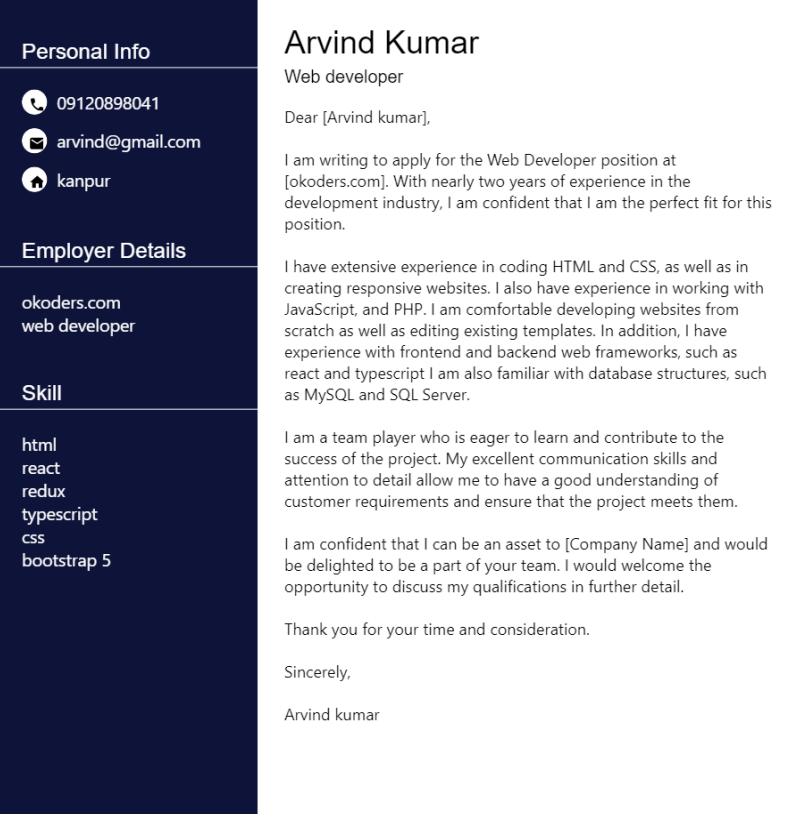 Personal Info
09120898041
arvind@gmail.com
kanpur
Employer Details
okoders.com
web developer
Skill
html
react
redux
typescript
css
bootstrap 5
Arvind Kumar
Web developer
Dear [Arvind kumar],
I am writing to apply for the Web Developer position at
[okoders.com]. With nearly two years of experience in the
development industry, I am confident that I am the perfect fit for this
position.
I have extensive experience in coding HTML and CSS, as well as in
creating responsive websites. I also have experience in working with
JavaScript, and PHP. I am comfortable developing websites from
scratch as well as editing existing templates. In addition, I have
experience with frontend and backend web frameworks, such as
react and typescript I am also familiar with database structures, such
as MySQL and SQL Server.
I am a team player who is eager to learn and contribute to the
success of the project. My excellent communication skills and
attention to detail allow me to have a good understanding of
customer requirements and ensure that the project meets them.
I am confident that I can be an asset to [Company Name] and would
be delighted to be a part of your team. I would welcome the
opportunity to discuss my qualifications in further detail.
Thank you for your time and consideration.
Sincerely,
Arvind kumar